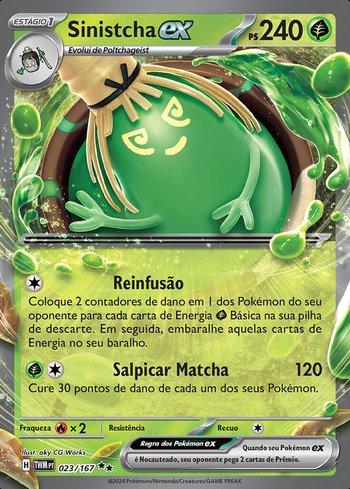 ESTÁGIO 1
Sinistcha ex
PS 240
Evolui de Poltchageist
Reinfusão
Coloque 2 contadores de dano em 1 dos Pokémon do seu
oponente para cada carta de Energia Básica na sua pilha
de descarte. Em seguida, embaralhe aquelas cartas de
Energia no seu baralho.
Salpicar Matcha 120
Cure 30 pontos de dano de cada um dos seus Pokémon.
Fraqueza ×2 Resistência Recuo
Ilust. aky CG Works
Regra dos Pokémon ex
Quando seu Pokémon ex
é Nocauteado, seu oponente pega 2 cartas de Prêmio.
H TWM PT 023/167
©2024 Pokémon/Nintendo/Creatures/GAME FREAK